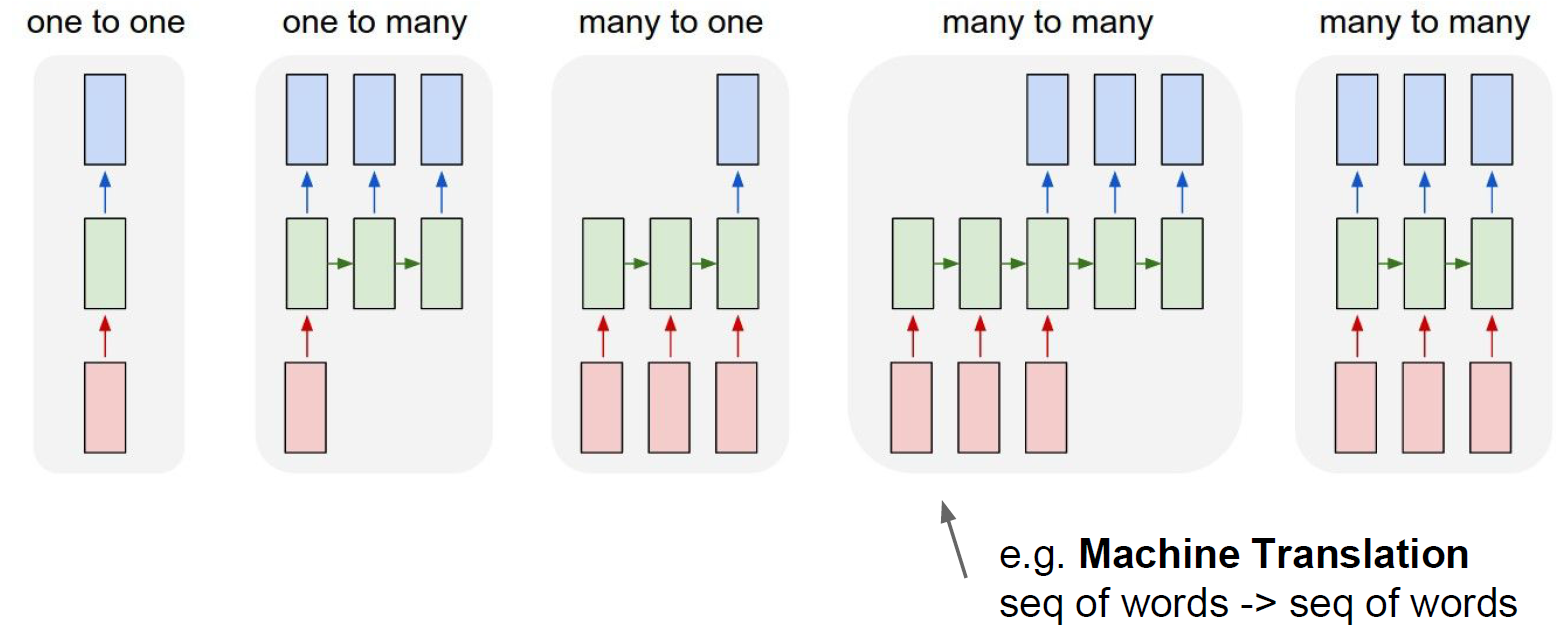 one to one
one to many
many to one
many to many
many to many
e.g. Machine Translation
seq of words -> seq of words